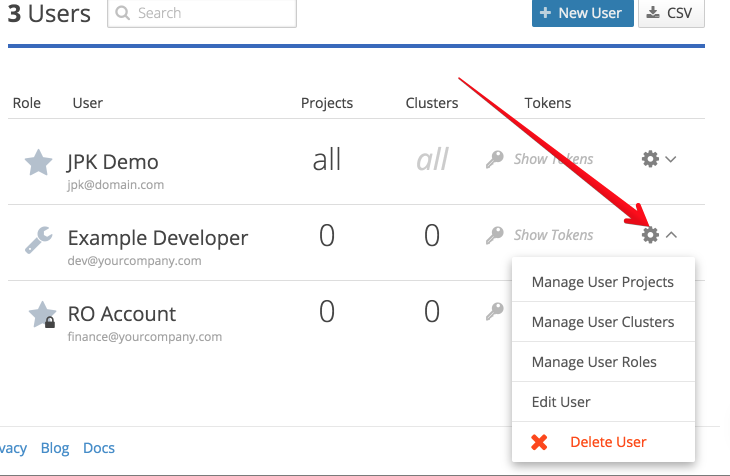 3 Users
Search
New User
CSV
Role User Projects Clusters Tokens
JPK Demo all all Show Tokens
jpk@domain.com
Example Developer 0 0 Show Tokens
dev@yourcompany.com
Manage User Projects
RO Account 0 0
finance@yourcompany.com
Manage User Clusters
Manage User Roles
Edit User
Delete User
vacy Blog Docs